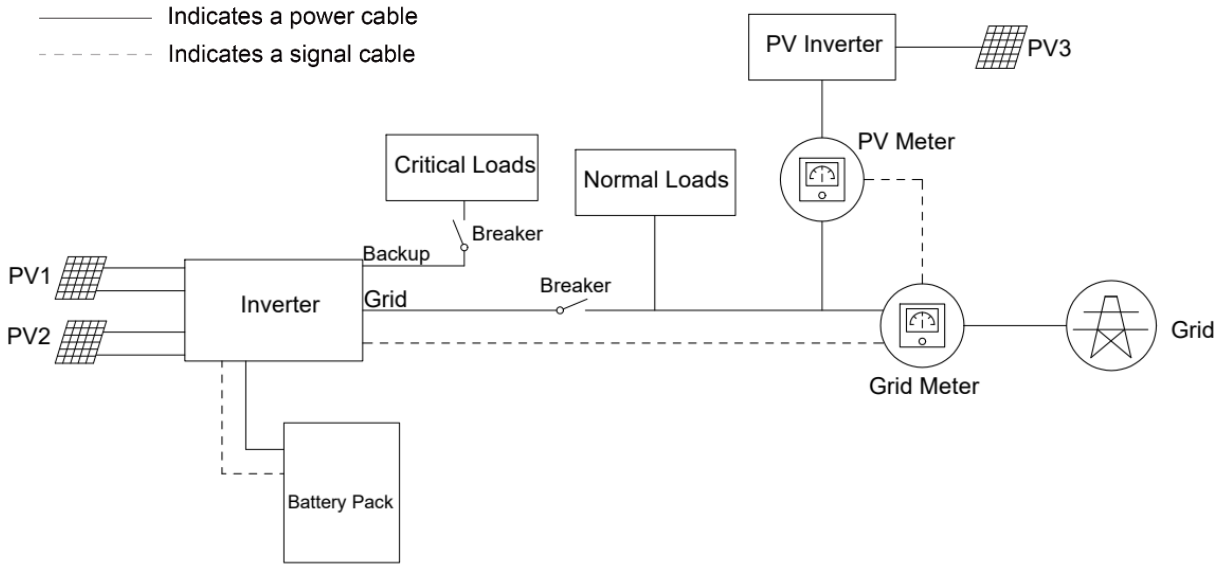 Indicates a power cable
Indicates a signal cable
PV Inverter
PV3
PV Meter
Critical Loads
Normal Loads
Breaker
Backup
PV1
Inverter
Grid
Breaker
PV2
Grid
Grid Meter
Battery Pack